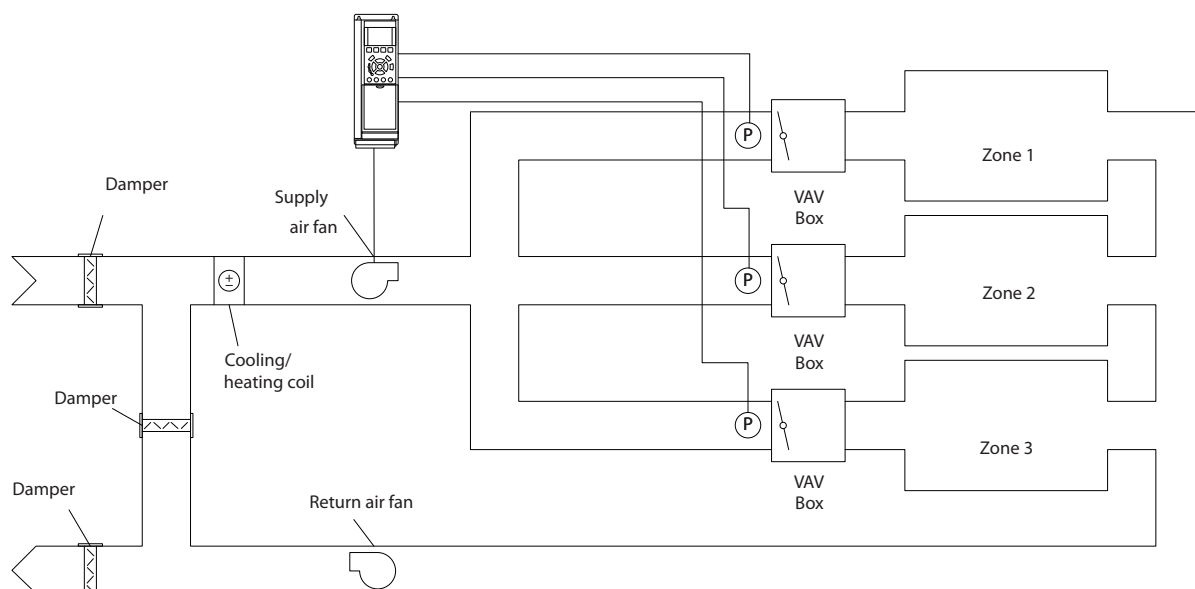 Damper
Supply
air fan
P
VAV
Box
Zone 1
±
Cooling/
heating coil
P
VAV
Box
Zone 2
Damper
P
VAV
Box
Zone 3
Damper
Return air fan